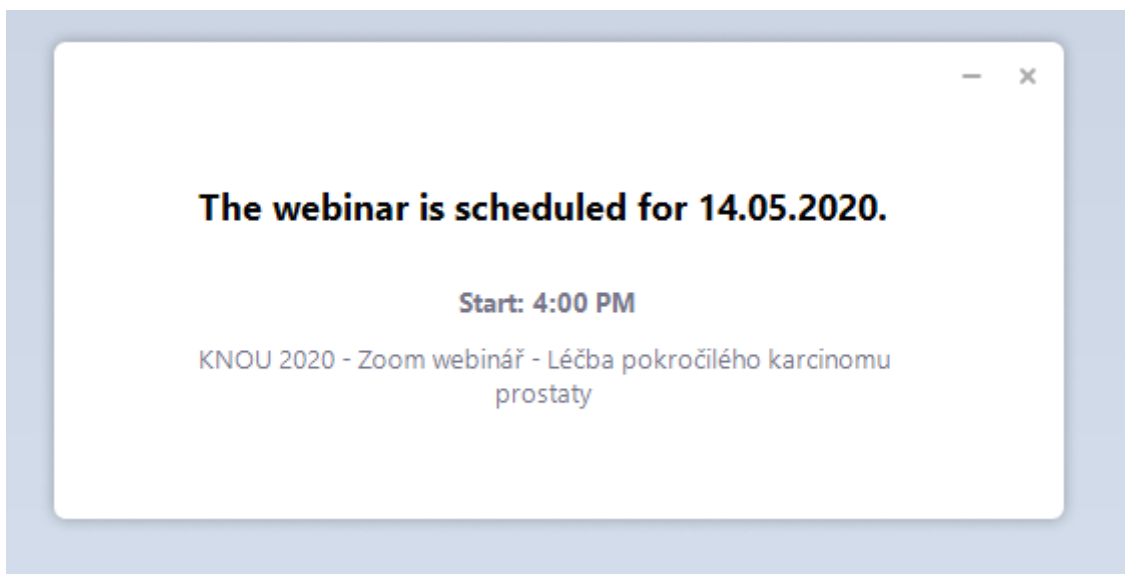 The webinar is scheduled for 14.05.2020.
Start: 4:00 PM
KNOU 2020 - Zoom webinář - Léčba pokročilého karcinomu
prostaty